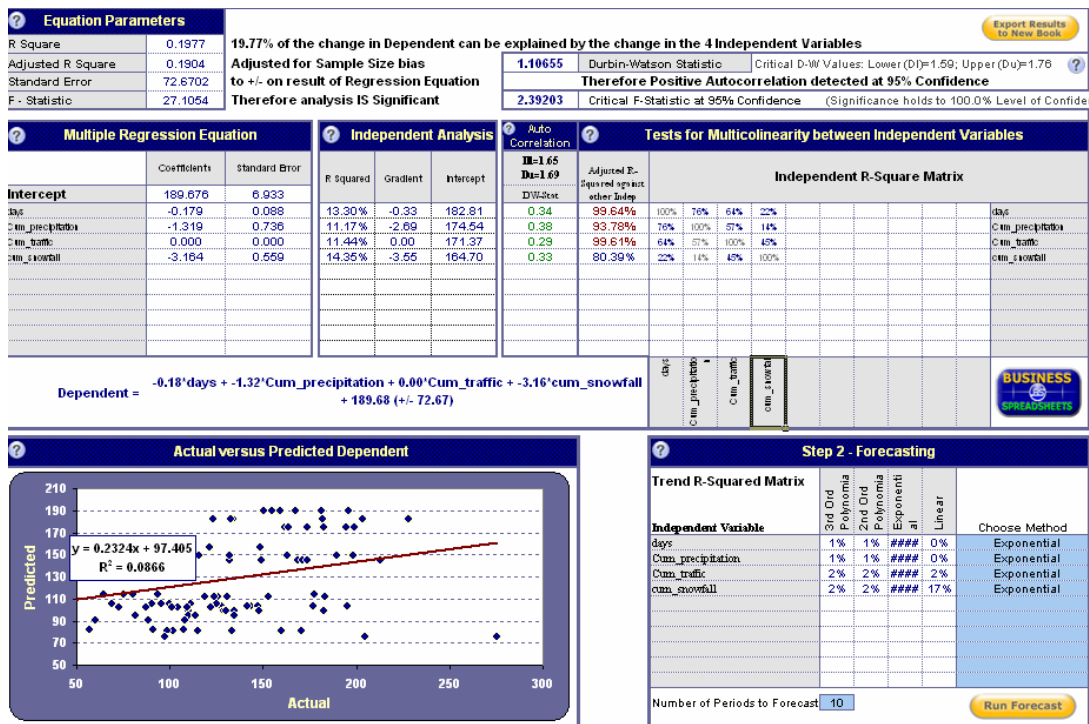 Equation Parameters
Export Results to New Book
R Square 0.1977 19.77% of the change in Dependent can be explained by the change in the 4 Independent Variables
Adjusted R Square 0.1904 Adjusted for Sample Size bias 1.10655 Durbin-Watson Statistic Critical D-W Values: Lower (Dl)=1.59; Upper (Du)=1.76
Standard Error 72.6702 to +/- on result of Regression Equation Therefore Positive Autocorrelation detected at 95% Confidence
F - Statistic 27.1054 Therefore analysis IS Significant 2.39203 Critical F-Statistic at 95% Confidence (Significance holds to 100.0% Level of Confide
Multiple Regression Equation Independent Analysis Auto Correlation Tests for Multicolinearity between Independent Variables
Coefficients Standard Error R Squared Gradient Intercept Dl=1.65 Du=1.69 DW-Stat Adjusted R-Squared against other Indep Independent R-Square Matrix
Intercept 189.676 6.933
days -0.179 0.088 13.30% -0.33 182.81 0.34 99.64% 100% 76% 64% 22% days
Cum_precipitation -1.319 0.736 11.17% -2.69 174.54 0.38 93.78% 76% 100% 57% 14% Cum_precipitation
Cum_traffic 0.000 0.000 11.44% 0.00 171.37 0.29 99.61% 64% 57% 100% 45% Cum_traffic
cum_snowfall -3.164 0.559 14.35% -3.55 164.70 0.33 80.39% 22% 14% 45% 100% cum_snowfall
days Cum_precipitation Cum_traffic cum_snowfall
Dependent = -0.18*days + -1.32*Cum_precipitation + 0.00*Cum_traffic + -3.16*cum_snowfall
+ 189.68 (+/- 72.67)
BUSINESS
SPREADSHEETS
Actual versus Predicted Dependent
210
190
170
150
130
110
90
70
50
Predicted
y = 0.2324x + 97.405
R² = 0.0866
50 100 150 200 250 300
Actual
Step 2 - Forecasting
Trend R-Squared Matrix
Independent Variable 3rd Ord Polynomia 2nd Ord Polynomia Exponenti al Linear Choose Method
days 1% 1% #### 0% Exponential
Cum_precipitation 1% 1% #### 0% Exponential
Cum_traffic 2% 2% #### 2% Exponential
cum_snowfall 2% 2% #### 17% Exponential
Number of Periods to Forecast 10 Run Forecast